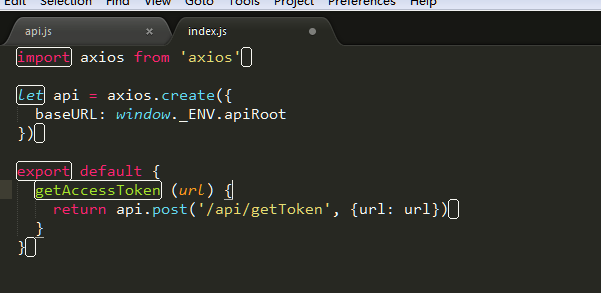 Edit Selection Find View Goto Tools Project Preferences Help
api.js × index.js
import axios from 'axios'
let api = axios.create({
baseURL: window._ENV.apiRoot
})
export default {
getAccessToken (url) {
return api.post('/api/getToken', {url: url})
}
}